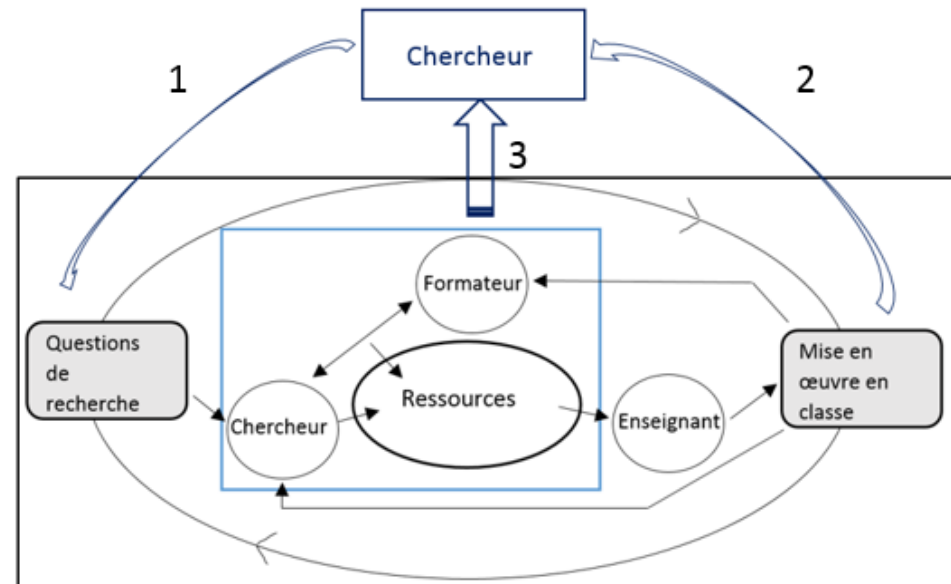 Chercheur
1
2
3
Formateur
Questions
de
recherche
Mise en
œuvre en
classe
Ressources
Chercheur
Enseignant